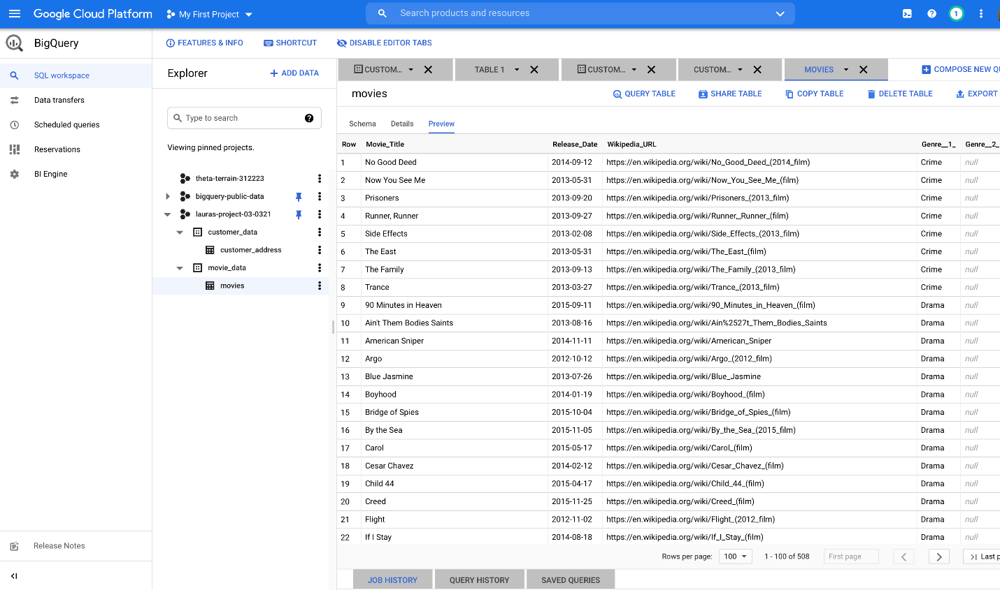 Google Cloud Platform My First Project Search products and resources 1
BigQuery FEATURES & INFO SHORTCUT DISABLE EDITOR TABS
SQL workspace
Data transfers
Scheduled queries
Reservations
BI Engine
Release Notes
Explorer ADD DATA
Type to search
Viewing pinned projects.
theta-terrain-312223
bigquery-public-data
lauras-project-03-0321
customer_data
customer_address
movie_data
movies
CUSTOM... TABLE 1 CUSTOM... CUSTOM... MOVIES COMPOSE NEW QU
movies QUERY TABLE SHARE TABLE COPY TABLE DELETE TABLE EXPORT
Schema Details Preview
Row Movie_Title Release_Date Wikipedia_URL Genre__1_ Genre__2_
1 No Good Deed 2014-09-12 https://en.wikipedia.org/wiki/No_Good_Deed_(2014_film) Crime null
2 Now You See Me 2013-05-31 https://en.wikipedia.org/wiki/Now_You_See_Me_(film) Crime null
3 Prisoners 2013-09-20 https://en.wikipedia.org/wiki/Prisoners_(2013_film) Crime null
4 Runner, Runner 2013-09-27 https://en.wikipedia.org/wiki/Runner,_Runner_(film) Crime null
5 Side Effects 2013-02-08 https://en.wikipedia.org/wiki/Side_Effects_(2013_film) Crime null
6 The East 2013-05-31 https://en.wikipedia.org/wiki/The_East_(film) Crime null
7 The Family 2013-09-13 https://en.wikipedia.org/wiki/The_Family_(2013_film) Crime null
8 Trance 2013-03-27 https://en.wikipedia.org/wiki/Trance_(2013_film) Crime null
9 90 Minutes in Heaven 2015-09-11 https://en.wikipedia.org/wiki/90_Minutes_in_Heaven_(film) Drama null
10 Ain't Them Bodies Saints 2013-08-16 https://en.wikipedia.org/wiki/Ain%2527t_Them_Bodies_Saints Drama null
11 American Sniper 2014-11-11 https://en.wikipedia.org/wiki/American_Sniper Drama null
12 Argo 2012-10-12 https://en.wikipedia.org/wiki/Argo_(2012_film) Drama null
13 Blue Jasmine 2013-07-26 https://en.wikipedia.org/wiki/Blue_Jasmine Drama null
14 Boyhood 2014-01-19 https://en.wikipedia.org/wiki/Boyhood_(film) Drama null
15 Bridge of Spies 2015-10-04 https://en.wikipedia.org/wiki/Bridge_of_Spies_(film) Drama null
16 By the Sea 2015-11-05 https://en.wikipedia.org/wiki/By_the_Sea_(2015_film) Drama null
17 Carol 2015-05-17 https://en.wikipedia.org/wiki/Carol_(film) Drama null
18 Cesar Chavez 2014-02-12 https://en.wikipedia.org/wiki/Cesar_Chavez_(film) Drama null
19 Child 44 2015-04-17 https://en.wikipedia.org/wiki/Child_44_(film) Drama null
20 Creed 2015-11-25 https://en.wikipedia.org/wiki/Creed_(film) Drama null
21 Flight 2012-11-02 https://en.wikipedia.org/wiki/Flight_(2012_film) Drama null
22 If I Stay 2014-08-18 https://en.wikipedia.org/wiki/If_I_Stay_(film) Drama null
Rows per page: 100 1 - 100 of 508 First page Last p
JOB HISTORY QUERY HISTORY SAVED QUERIES